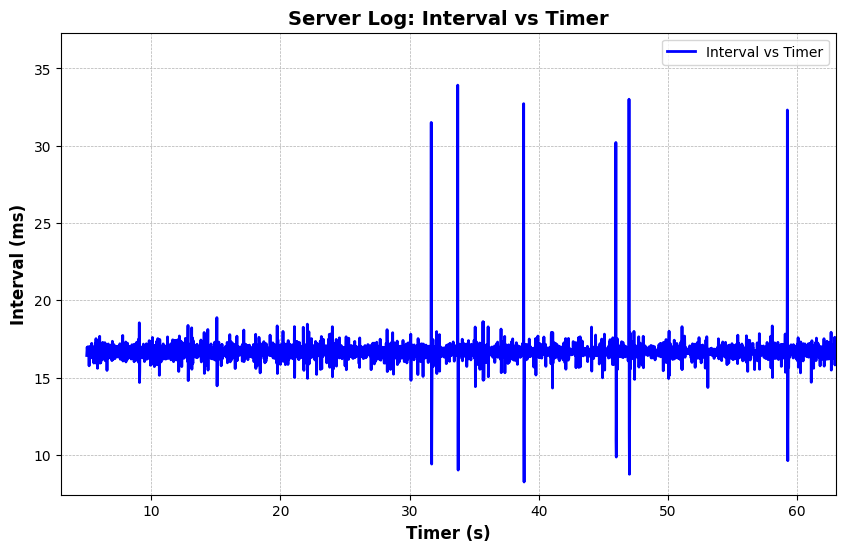 Server Log: Interval vs Timer
Interval vs Timer
35
30
25
20
15
10
Interval (ms)
10 20 30 40 50 60
Timer (s)